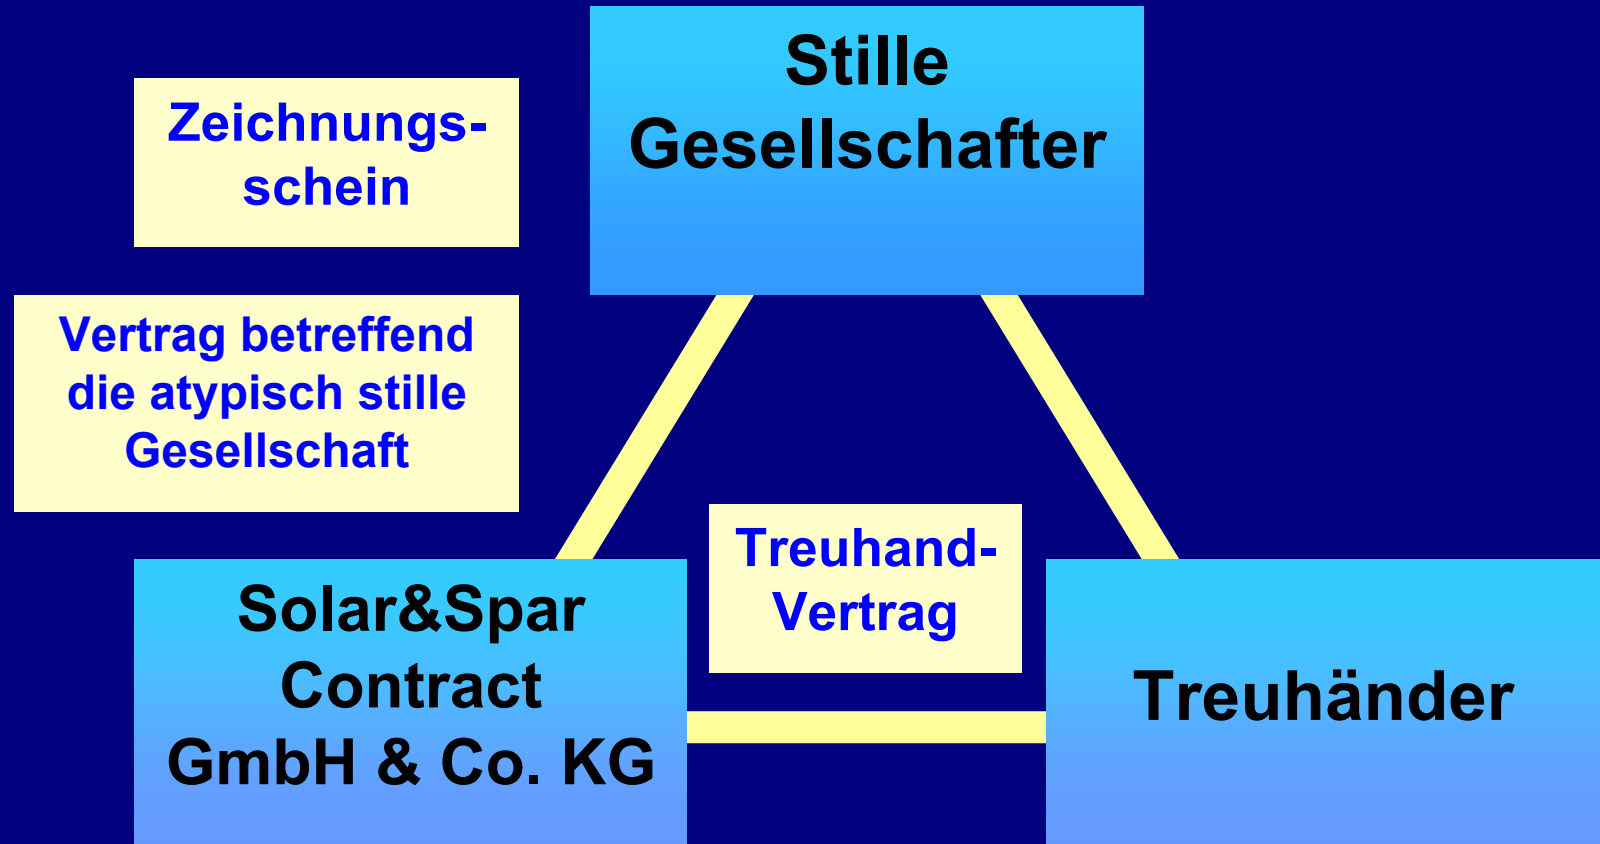 Stille
Gesellschafter
Zeichnungs-
schein
Vertrag betreffend
die atypisch stille
Gesellschaft
Treuhand-
Vertrag
Solar&Spar
Contract
GmbH & Co. KG
Treuhänder